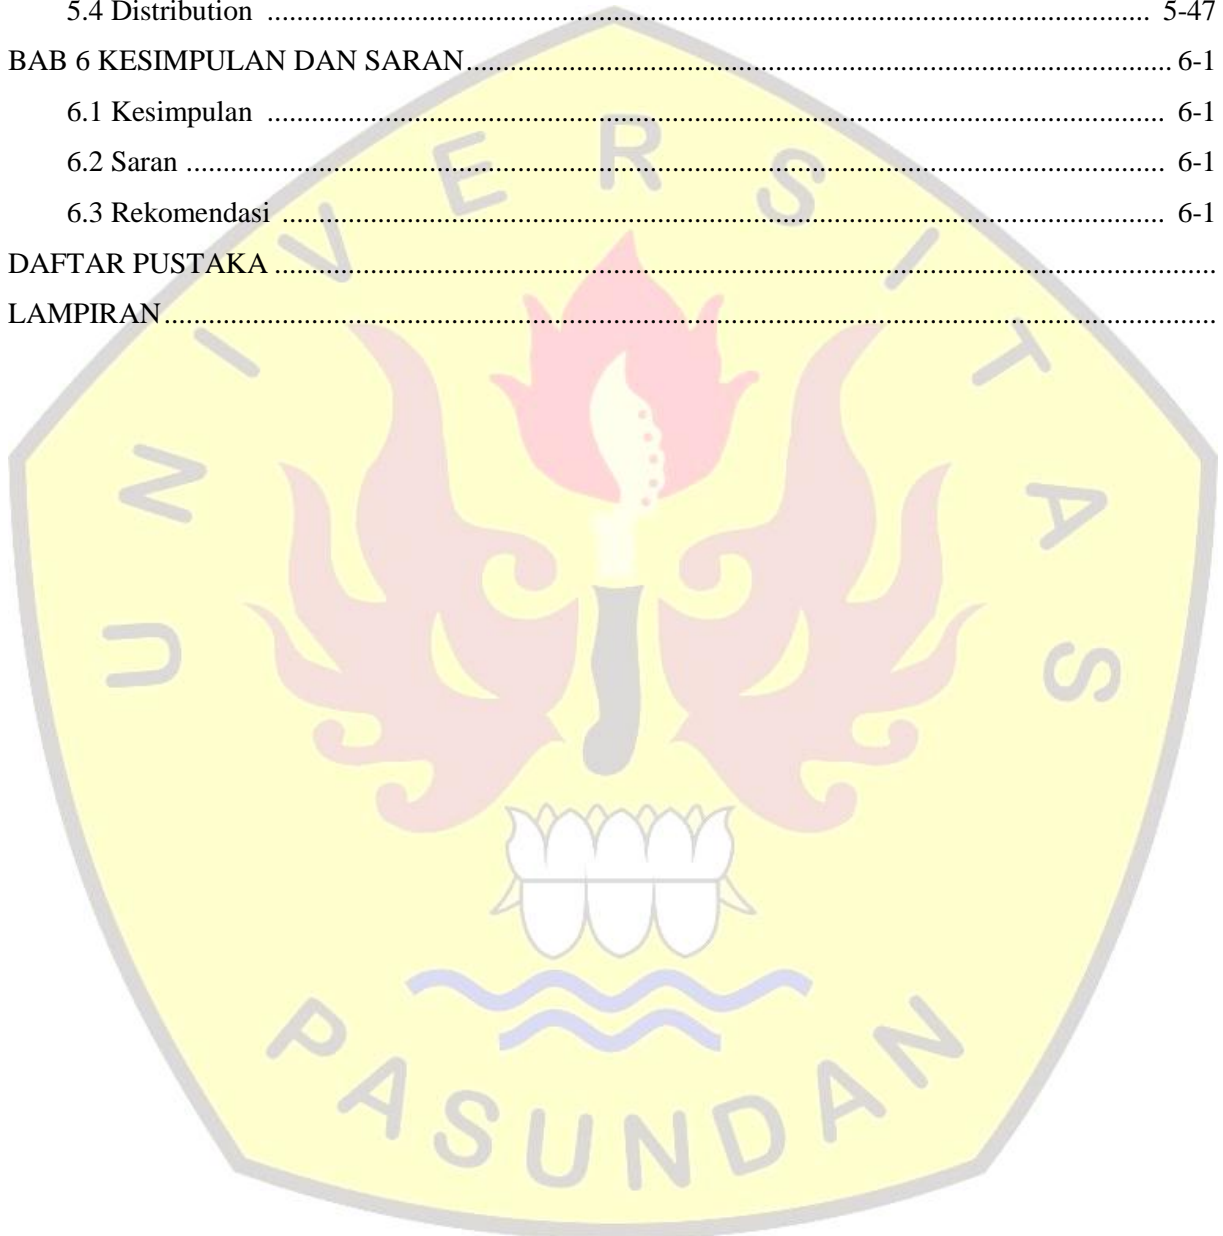 5.4 Distribution ........................................................................................................................ 5-47
BAB 6 KESIMPULAN DAN SARAN................................................................................................ 6-1
6.1 Kesimpulan .......................................................................................................................... 6-1
6.2 Saran ..................................................................................................................................... 6-1
6.3 Rekomendasi ........................................................................................................................ 6-1
DAFTAR PUSTAKA ................................................................................................................................
LAMPIRAN...............................................................................................................................................
UNIVERSITAS
PASUNDAN